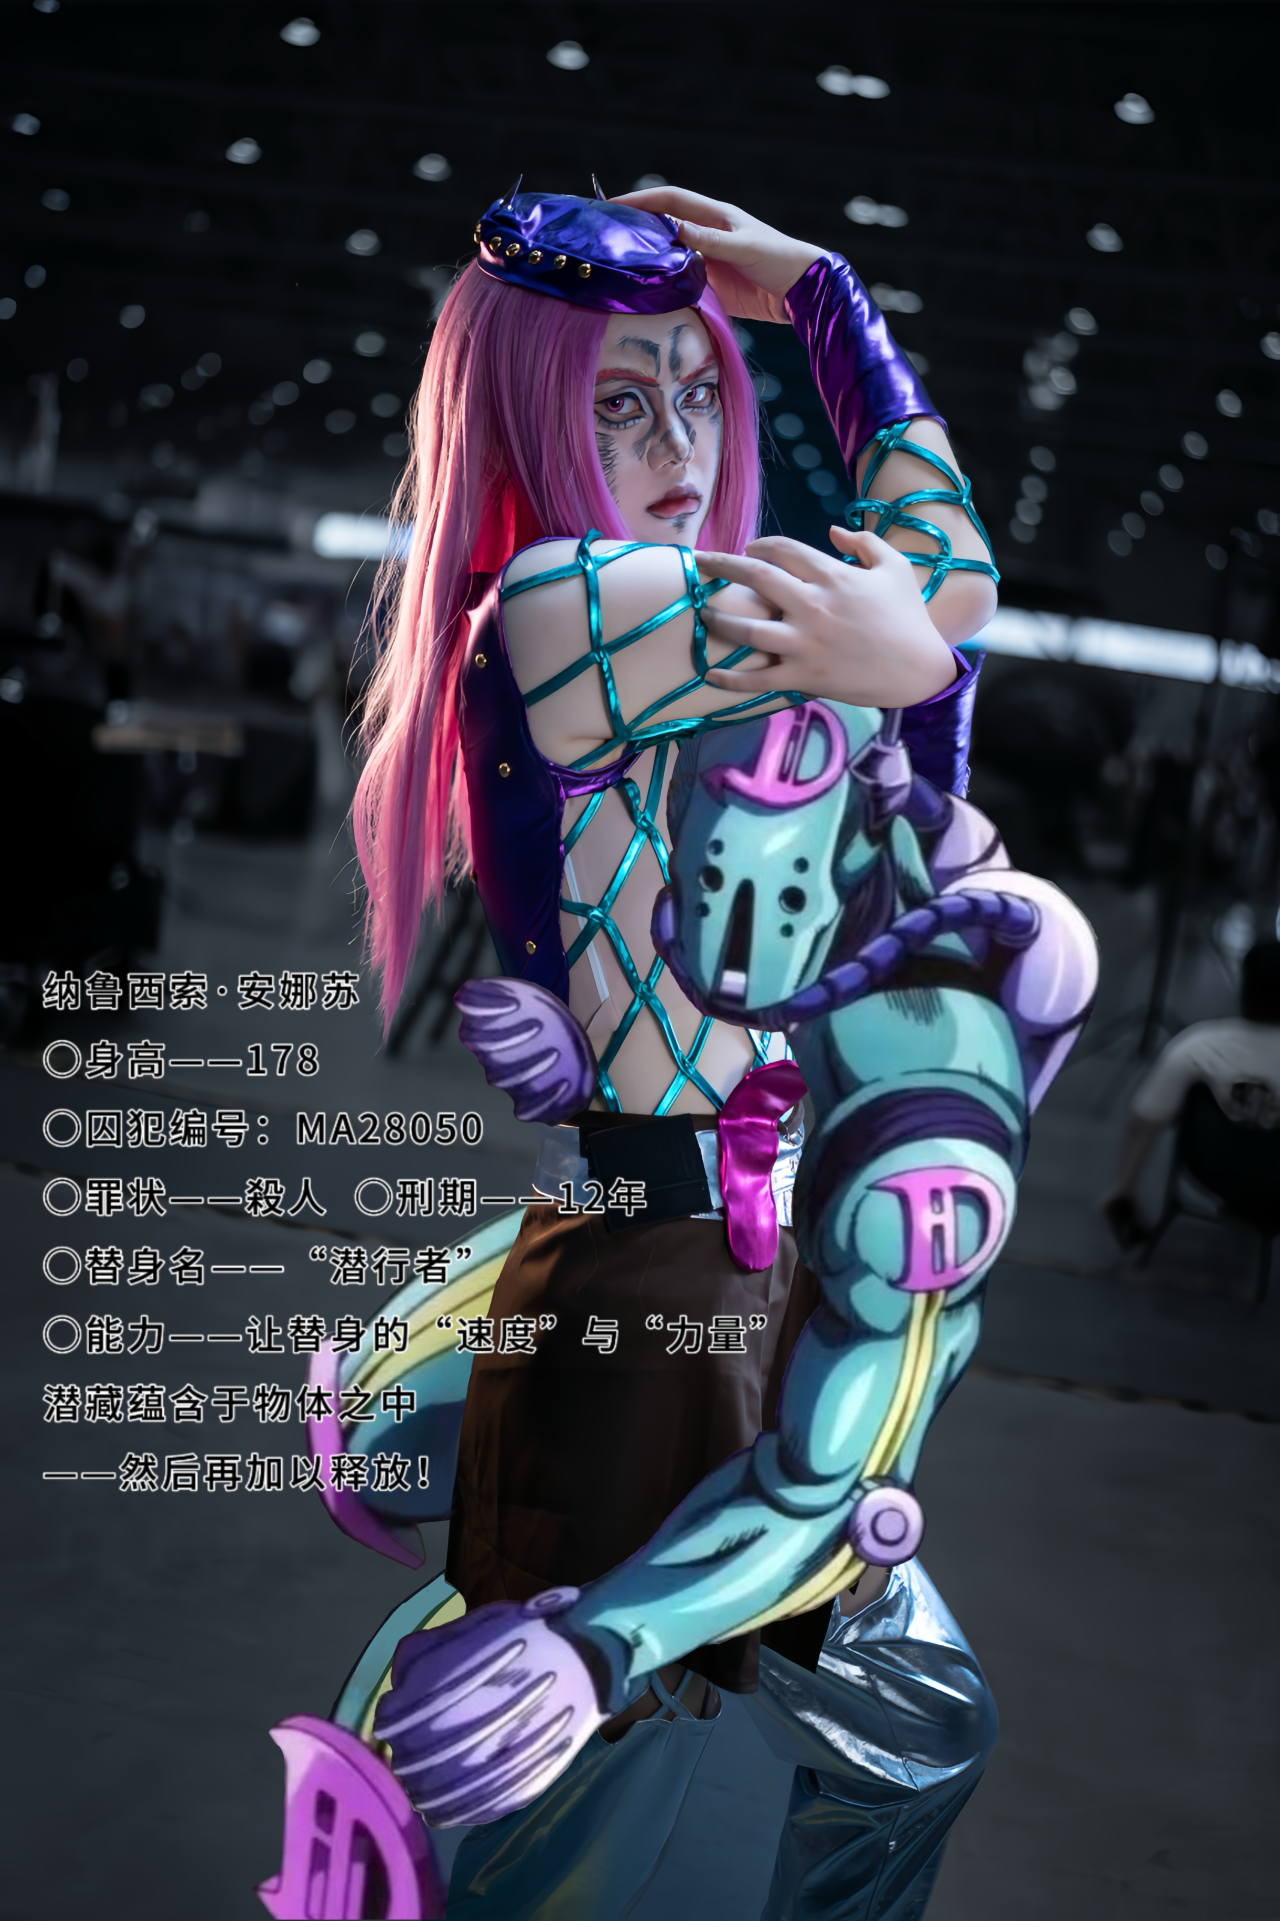 纳鲁西索·安娜苏
○身高——178
○囚犯编号：MA28050
○罪状——殺人 ○刑期——12年
○替身名——“潜行者”
○能力——让替身的“速度”与“力量”
潜藏蕴含于物体之中
——然后再加以释放！
D
D
D